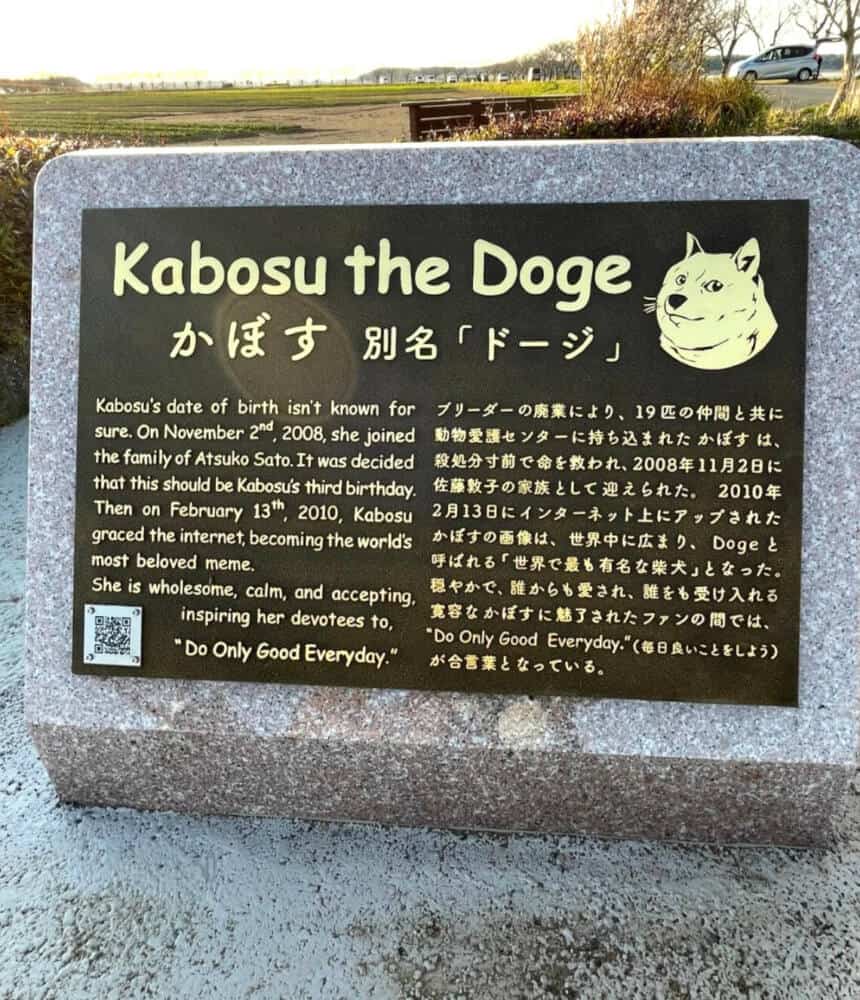 Kabosu the Doge
かぼす 別名「ドージ」
Kabosu's date of birth isn't known for
sure. On November 2nd, 2008, she joined
the family of Atsuko Sato. It was decided
that this should be Kabosu's third birthday.
Then on February 13th, 2010, Kabosu
graced the internet, becoming the world's
most beloved meme.
She is wholesome, calm, and accepting,
inspiring her devotees to,
"Do Only Good Everyday."
ブリーダーの廃業により、19匹の仲間と共に
動物愛護センターに持ち込まれた かぼす は、
殺処分寸前で命を救われ、2008年11月2日に
佐藤敦子の家族として迎えられた。 2010年
2月13日にインターネット上にアップされた
かぼすの画像は、世界中に広まり、Dogeと
呼ばれる「世界で最も有名な柴犬」となった。
穏やかで、誰からも愛され、誰をも受け入れる
寛容なかぼすに魅了されたファンの間では、
"Do Only Good Everyday."(毎日良いことをしよう)
が合言葉となっている。